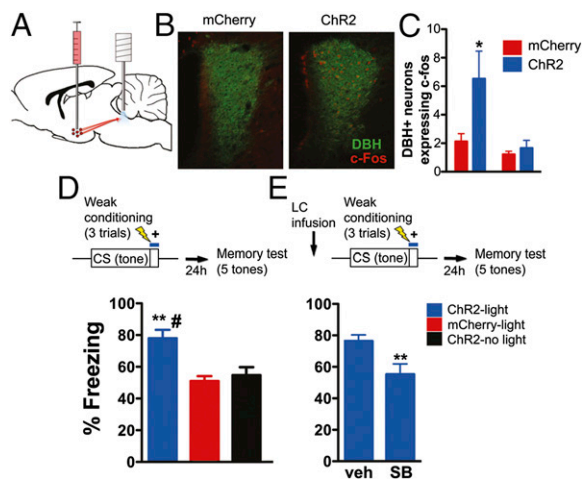 A
B
mCherry
ChR2
DBH
c-Fos
C
DBH+ neurons
expressing c-fos
10
8
6
4
2
0
*
mCherry
ChR2
D
Weak
conditioning
(3 trials)
+
CS (tone)
24h
Memory test
(5 tones)
E
LC
infusion
Weak
conditioning
(3 trials)
+
CS (tone)
24h
Memory test
(5 tones)
% Freezing
100
80
60
40
20
0
** #
100
80
60
40
20
0
**
veh
SB
ChR2-light
mCherry-light
ChR2-no light